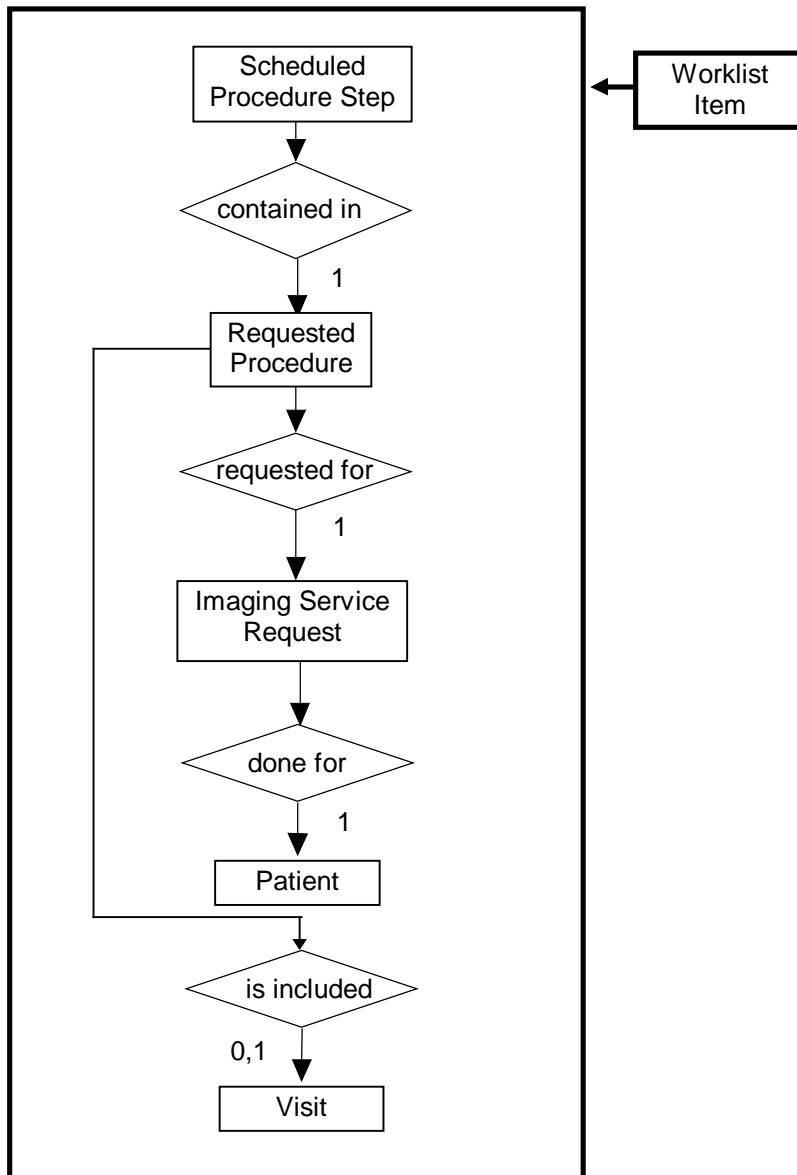 Scheduled
Procedure Step
Worklist
Item
contained in
1
Requested
Procedure
requested for
1
Imaging Service
Request
done for
1
Patient
is included
0,1
Visit